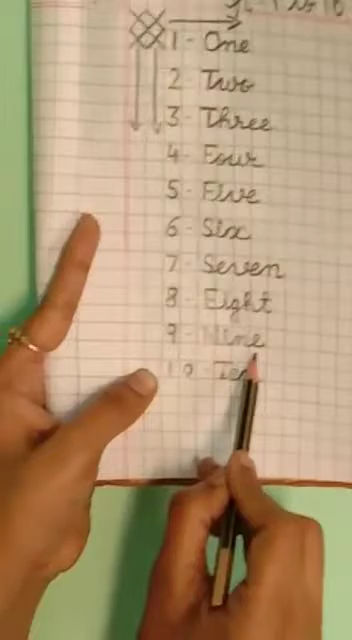 1 - One
2 - Two
3 - Three
4 - Four
5 - Five
6 - Six
7 - Seven
8 - Eight
9 - Nine
10 - Ten